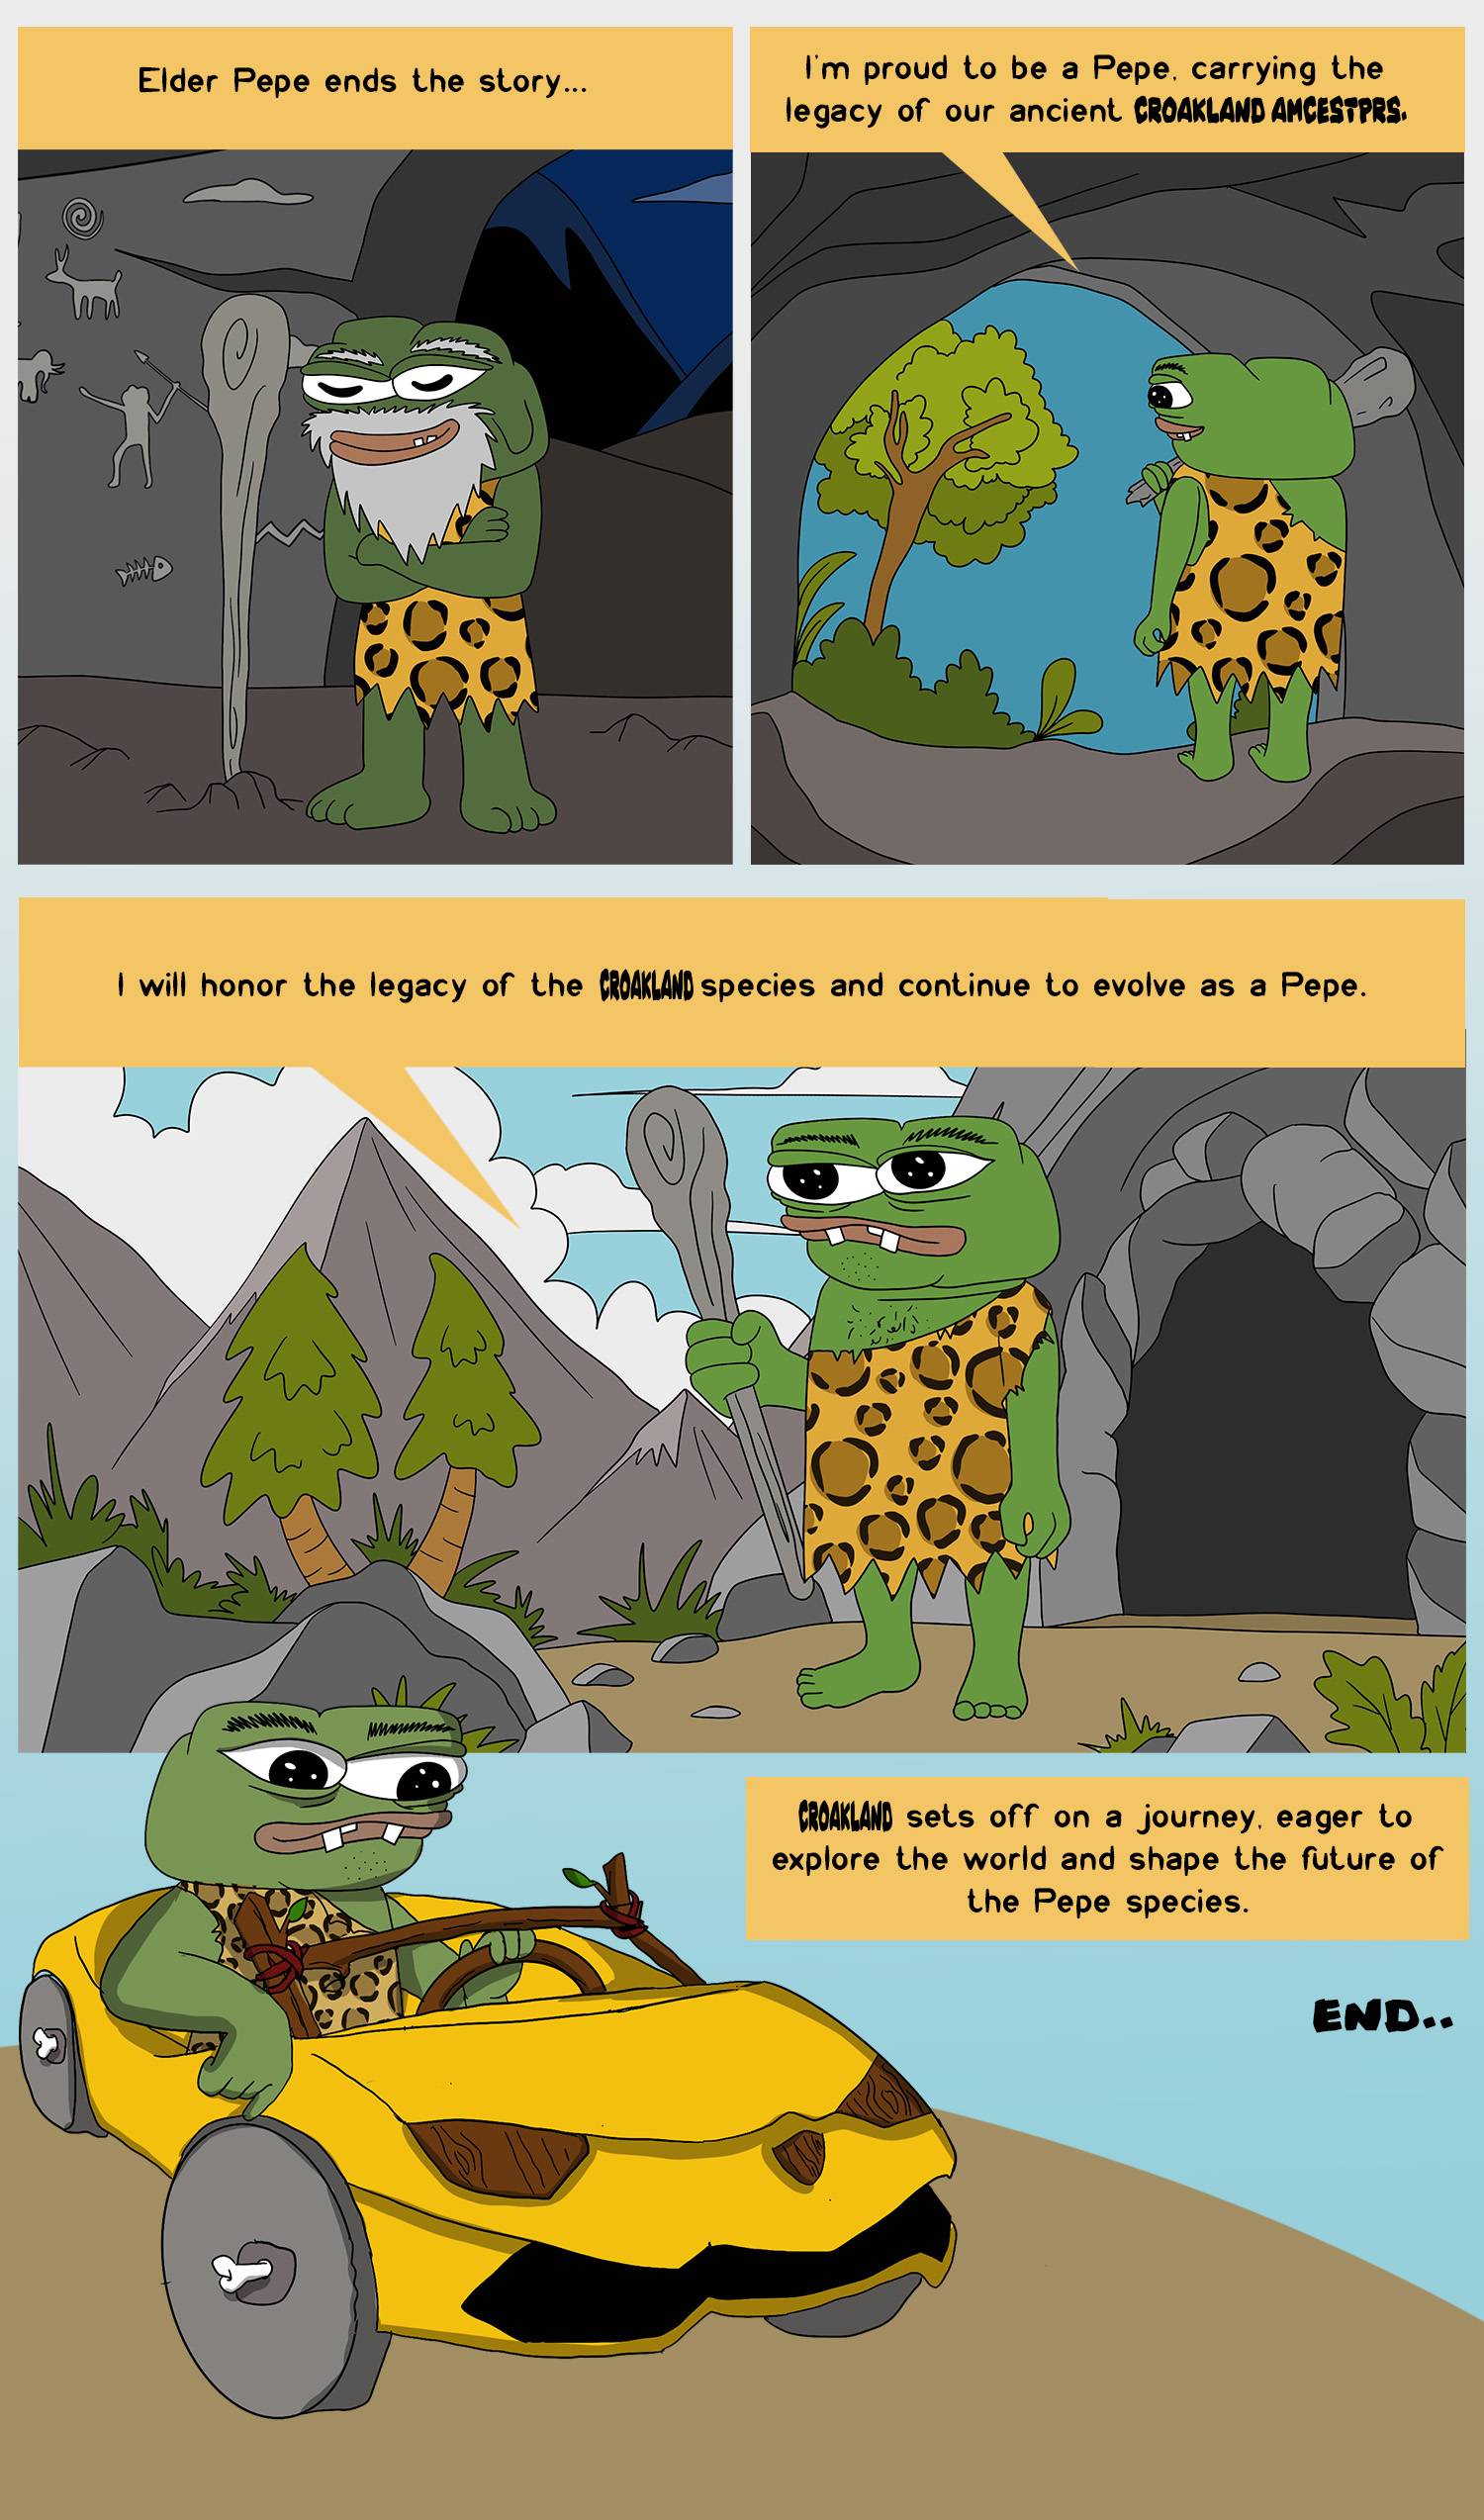 Elder Pepe ends the story...
I'm proud to be a Pepe, carrying the
legacy of our ancient CROAKLAND AMCESTPRS.
I will honor the legacy of the CROAKLAND species and continue to evolve as a Pepe.
CROAKLAND sets off on a journey, eager to
explore the world and shape the future of
the Pepe species.
END..